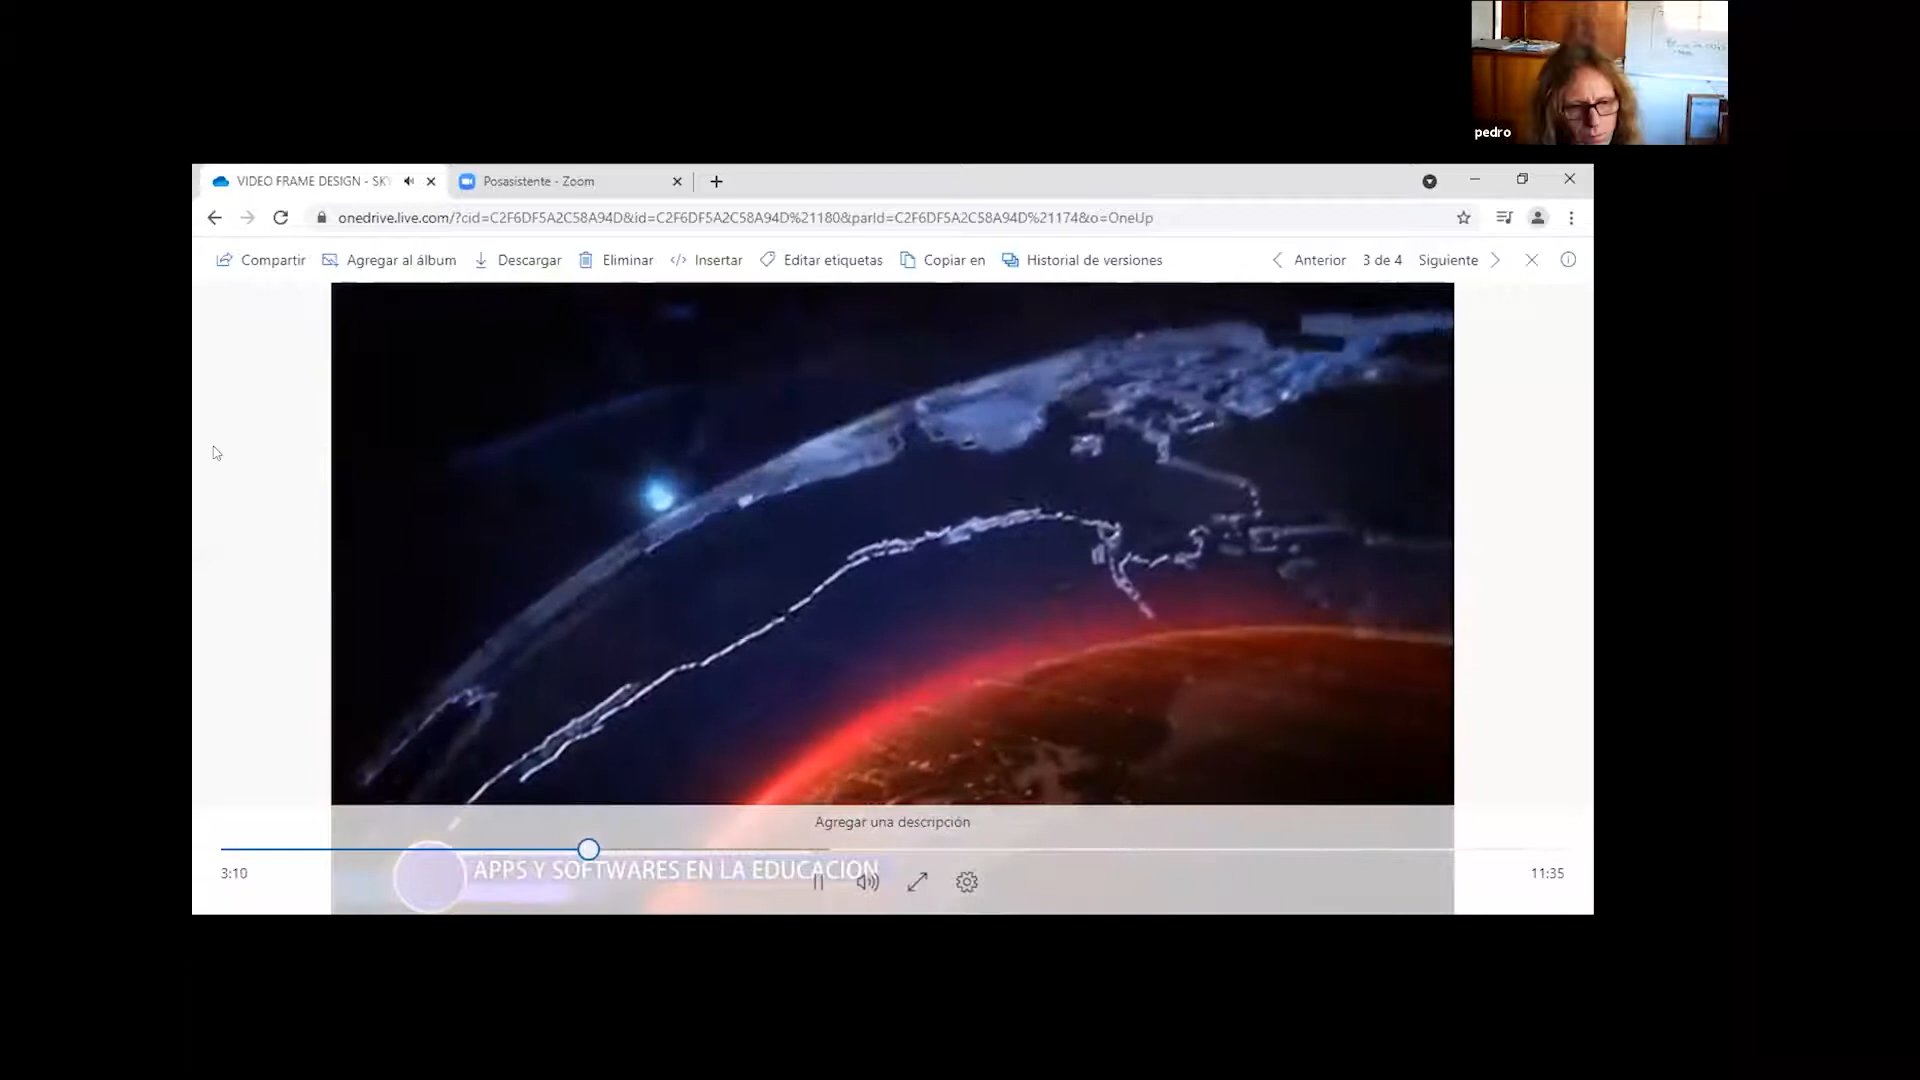 pedro
VIDEO FRAME DESIGN - SKY
Posasistente - Zoom
onedrive.live.com/?cid=C2F6DF5A2C58A94D&id=C2F6DF5A2C58A94D%21180&parId=C2F6DF5A2C58A94D%21174&o=OneUp
Compartir Agregar al álbum Descargar Eliminar Insertar Editar etiquetas Copiar en Historial de versiones Anterior 3 de 4 Siguiente
Agregar una descripción
3:10
APPS Y SOFTWARES EN LA EDUCACION
11:35